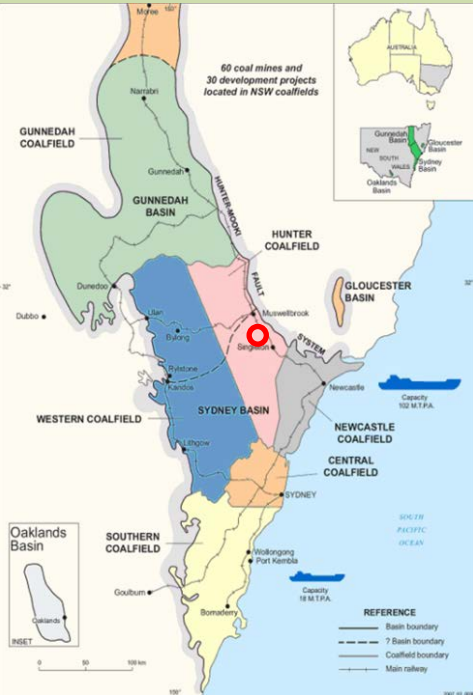 Moree
150°
60 coal mines and
30 development projects
located in NSW coalfields
AUSTRALIA
Narrabri
GUNNEDAH
COALFIELD
Gunnedah
Basin
Gloucester
Basin
NEW
SOUTH
WALES
Sydney
Basin
Oaklands
Basin
Gunnedah
GUNNEDAH
BASIN
HUNTER-MOOKI
FAULT
SYSTEM
HUNTER
COALFIELD
32°
32°
Dunedoo
GLOUCESTER
BASIN
Dubbo
Ulan
Muswellbrook
Bylong
Singleton
Rylstone
Kandos
Newcastle
Capacity
102 M.T.P.A.
WESTERN COALFIELD
SYDNEY BASIN
NEWCASTLE
COALFIELD
Lithgow
CENTRAL
COALFIELD
SYDNEY
SOUTH
PACIFIC
OCEAN
Oaklands
Basin
SOUTHERN
COALFIELD
Wollongong
Port Kembla
Capacity
18 M.T.P.A.
Goulburn
Bomaderry
Oaklands
INSET
REFERENCE
Basin boundary
? Basin boundary
Coalfield boundary
Main railway
0
50
100 km
150°